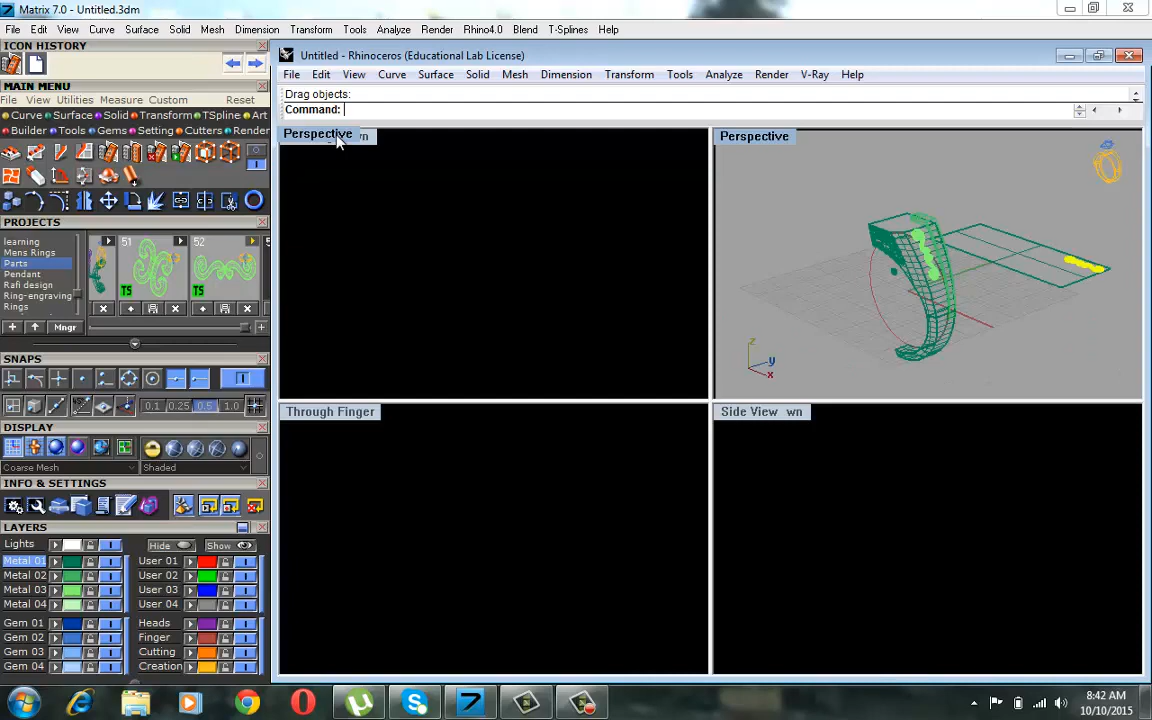 Matrix 7.0 - Untitled.3dm
File Edit View Curve Surface Solid Mesh Dimension Transform Tools Analyze Render Rhino4.0 Blend T-Splines Help
ICON HISTORY
MAIN MENU
File View Utilities Measure Custom Reset
Curve Surface Solid Transform TSpline Art
Builder Tools Gems Setting Cutters Render
PROJECTS
learning
Mens Rings
Parts
Pendant
Rafi design
Ring-engraving
Rings
51
52
TS
TS
Mngr
SNAPS
0.1 0.25 0.5 1.0
DISPLAY
Coarse Mesh
Shaded
INFO & SETTINGS
LAYERS
Lights
Hide
Show
Metal 01
User 01
Metal 02
User 02
Metal 03
User 03
Metal 04
User 04
Gem 01
Heads
Gem 02
Finger
Gem 03
Cutting
Gem 04
Creation
Untitled - Rhinoceros (Educational Lab License)
File Edit View Curve Surface Solid Mesh Dimension Transform Tools Analyze Render V-Ray Help
Drag objects:
Command:
Perspective
wn
Perspective
z
y
x
Through Finger
Side View wn
8:42 AM
10/10/2015